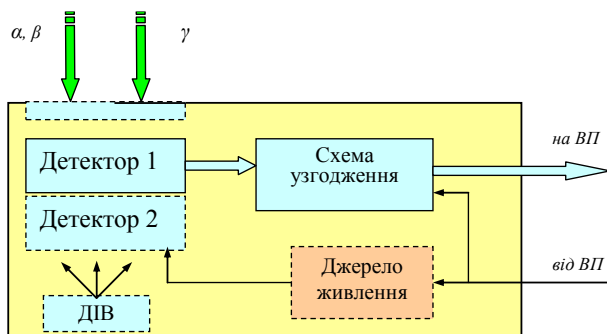 α, β
γ
Детектор 1
Схема
узгодження
на ВП
Детектор 2
Джерело
живлення
від ВП
ДІВ